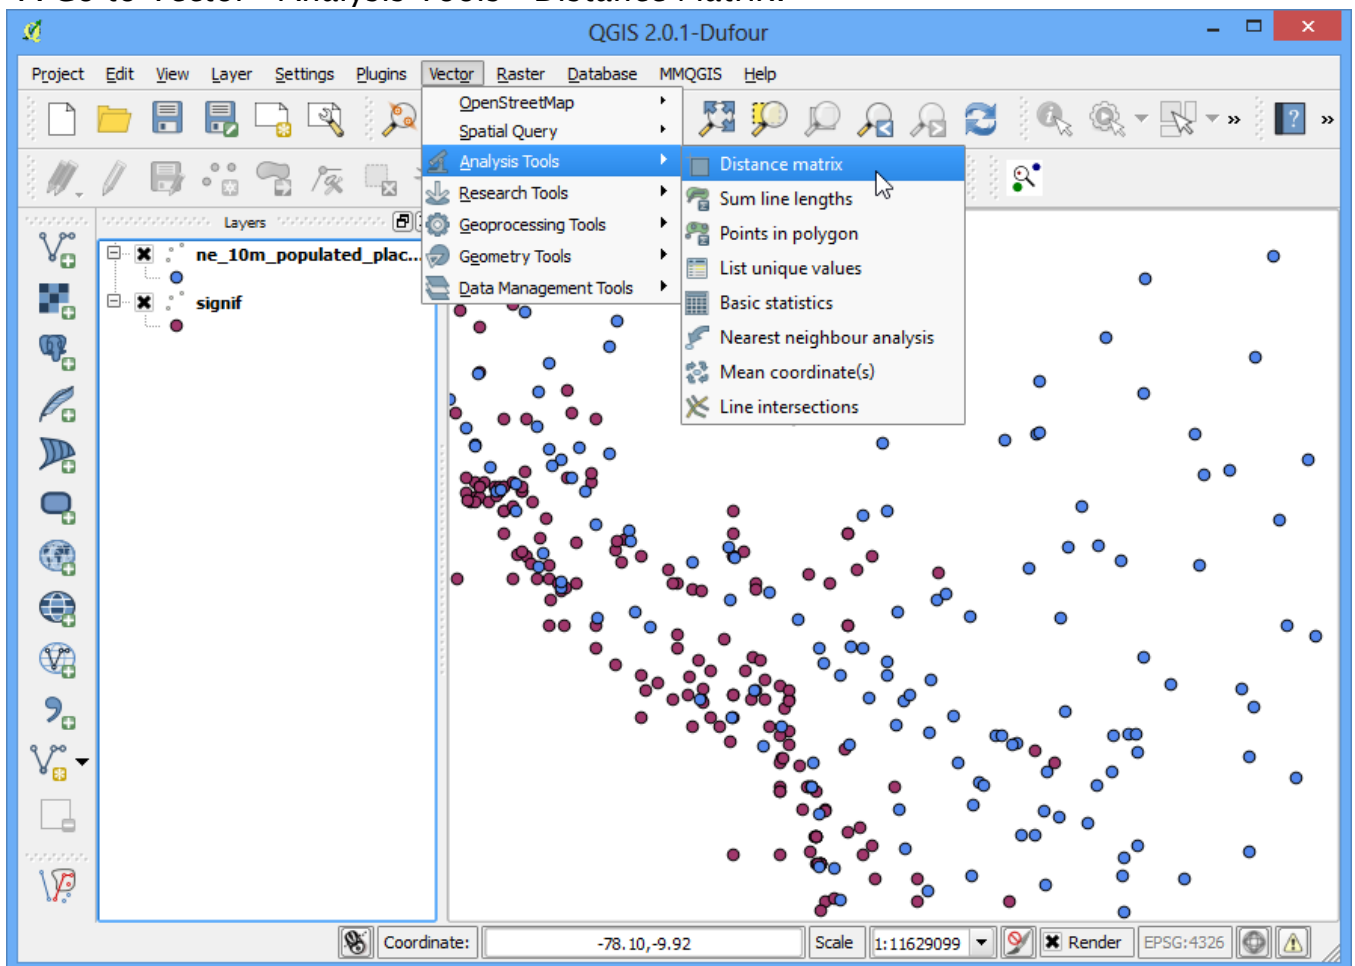 QGIS 2.0.1-Dufour
Project Edit View Layer Settings Plugins Vector Raster Database MMQGIS Help
OpenStreetMap
Spatial Query
Analysis Tools
Research Tools
Geoprocessing Tools
Geometry Tools
Data Management Tools
Distance matrix
Sum line lengths
Points in polygon
List unique values
Basic statistics
Nearest neighbour analysis
Mean coordinate(s)
Line intersections
Layers
ne_10m_populated_plac...
signif
Coordinate: -78.10,-9.92 Scale 1:11629099 Render EPSG:4326